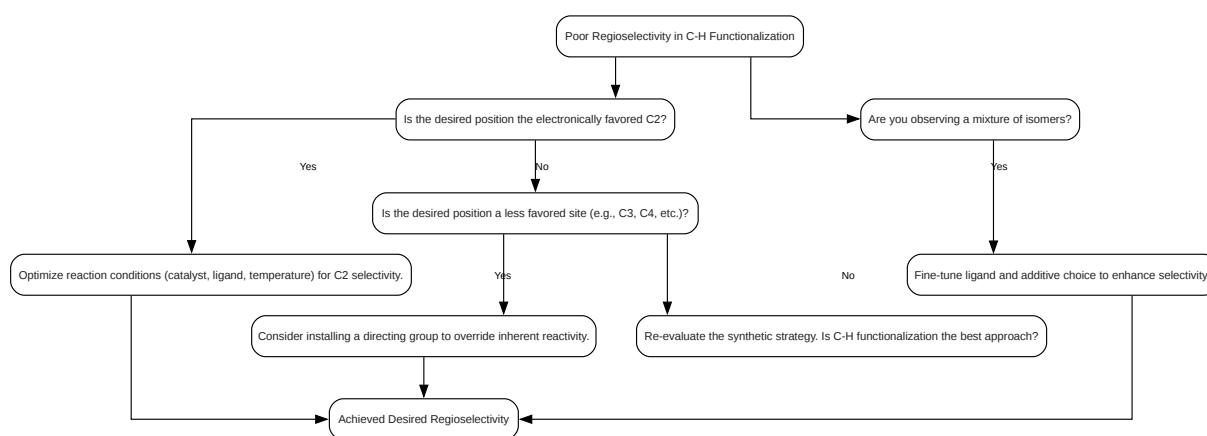 Poor Regioselectivity in C-H Functionalization
Is the desired position the electronically favored C2?
Are you observing a mixture of isomers?
Yes
No
Yes
Is the desired position a less favored site (e.g., C3, C4, etc.)?
Optimize reaction conditions (catalyst, ligand, temperature) for C2 selectivity.
Yes
No
Fine-tune ligand and additive choice to enhance selectivity.
Consider installing a directing group to override inherent reactivity.
Re-evaluate the synthetic strategy. Is C-H functionalization the best approach?
Achieved Desired Regioselectivity